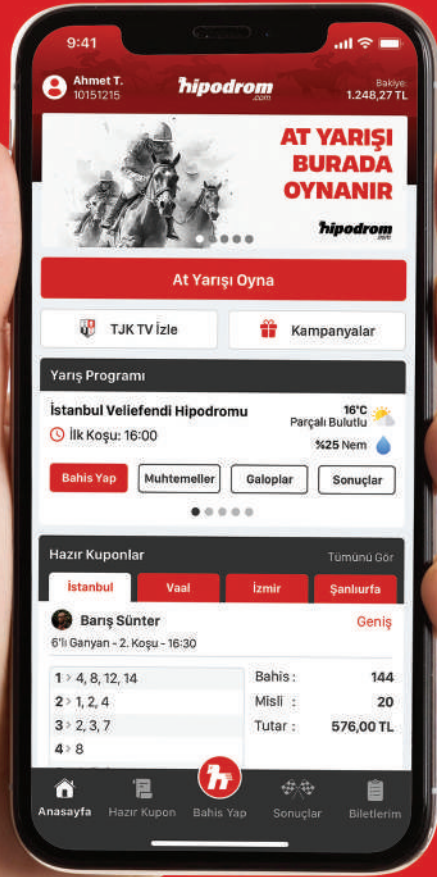 9:41
Ahmet T.
10151215
hipodrom
.com
Bakiye:
1.248,27 TL
AT YARIŞI
BURADA
OYNANIR
hipodrom
.com
At Yarışı Oyna
TJK TV İzle
Kampanyalar
Yarış Programı
İstanbul Veliefendi Hipodromu
16°C
Parçalı Bulutlu
İlk Koşu: 16:00
%25 Nem
Bahis Yap
Muhtemeller
Galoplar
Sonuçlar
Hazır Kuponlar
Tümünü Gör
İstanbul
Vaal
İzmir
Şanlıurfa
Barış Sünter
Geniş
6'lı Ganyan - 2. Koşu - 16:30
1 > 4, 8, 12, 14
Bahis : 144
2 > 1, 2, 4
Misli : 20
3 > 2, 3, 7
Tutar : 576,00 TL
4 > 8
Anasayfa
Hazır Kupon
Bahis Yap
Sonuçlar
Biletlerim